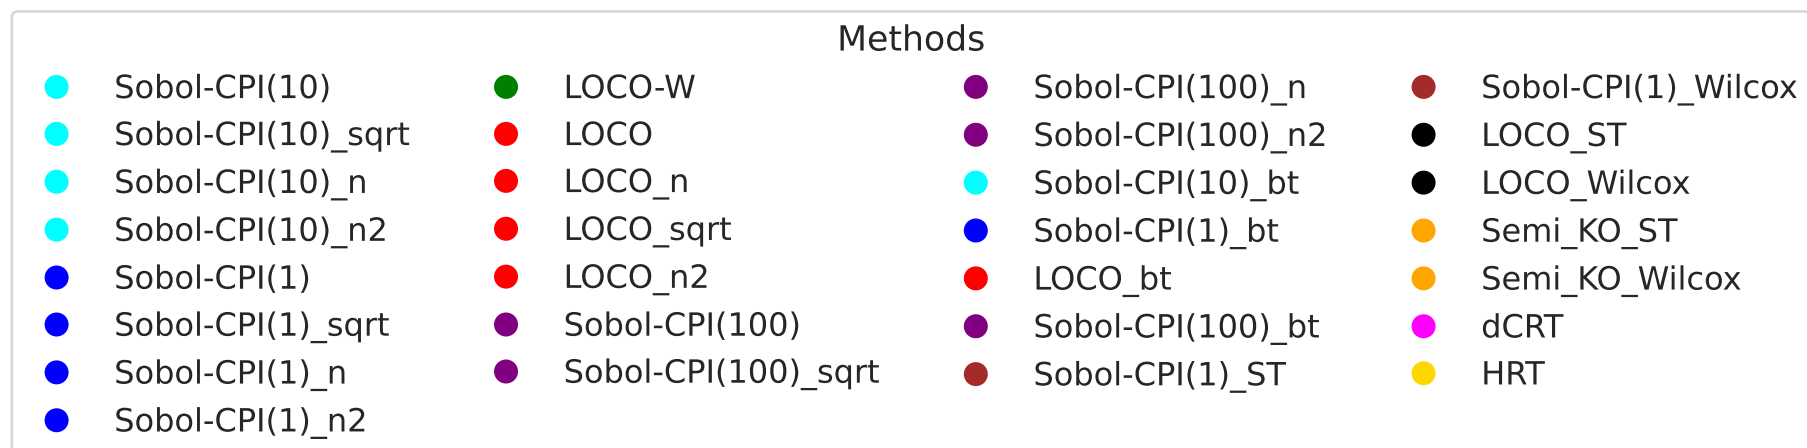 Methods
Sobol-CPI(10)
Sobol-CPI(10)_sqrt
Sobol-CPI(10)_n
Sobol-CPI(10)_n2
Sobol-CPI(1)
Sobol-CPI(1)_sqrt
Sobol-CPI(1)_n
Sobol-CPI(1)_n2
LOCO-W
LOCO
LOCO_n
LOCO_sqrt
LOCO_n2
Sobol-CPI(100)
Sobol-CPI(100)_sqrt
Sobol-CPI(100)_n
Sobol-CPI(100)_n2
Sobol-CPI(10)_bt
Sobol-CPI(1)_bt
LOCO_bt
Sobol-CPI(100)_bt
Sobol-CPI(1)_ST
Sobol-CPI(1)_Wilcox
LOCO_ST
LOCO_Wilcox
Semi_KO_ST
Semi_KO_Wilcox
dCRT
HRT